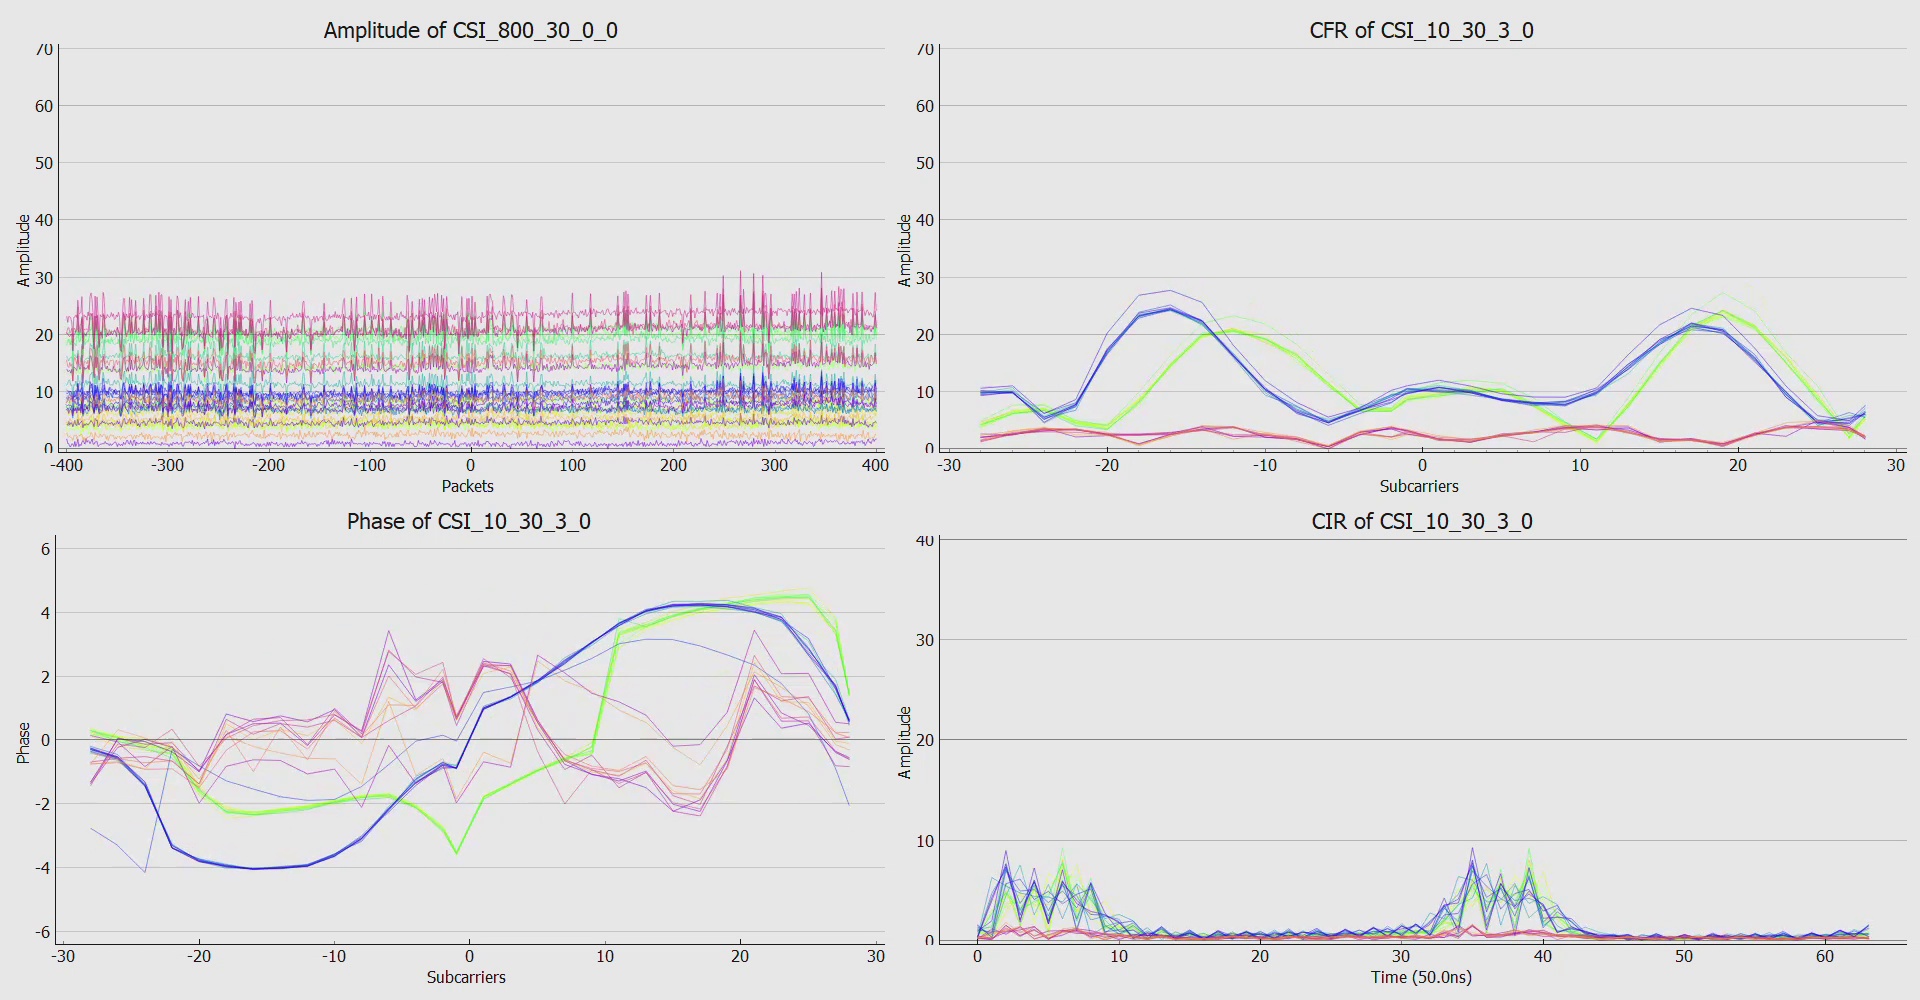 Amplitude of CSI_800_30_0_0
70
60
50
40
30
20
10
0
Amplitude
-400 -300 -200 -100 0 100 200 300 400
Packets
CFR of CSI_10_30_3_0
70
60
50
40
30
20
10
0
Amplitude
-30 -20 -10 0 10 20 30
Subcarriers
Phase of CSI_10_30_3_0
6
4
2
0
-2
-4
-6
Phase
-30 -20 -10 0 10 20 30
Subcarriers
CIR of CSI_10_30_3_0
40
30
20
10
0
Amplitude
0 10 20 30 40 50 60
Time (50.0ns)